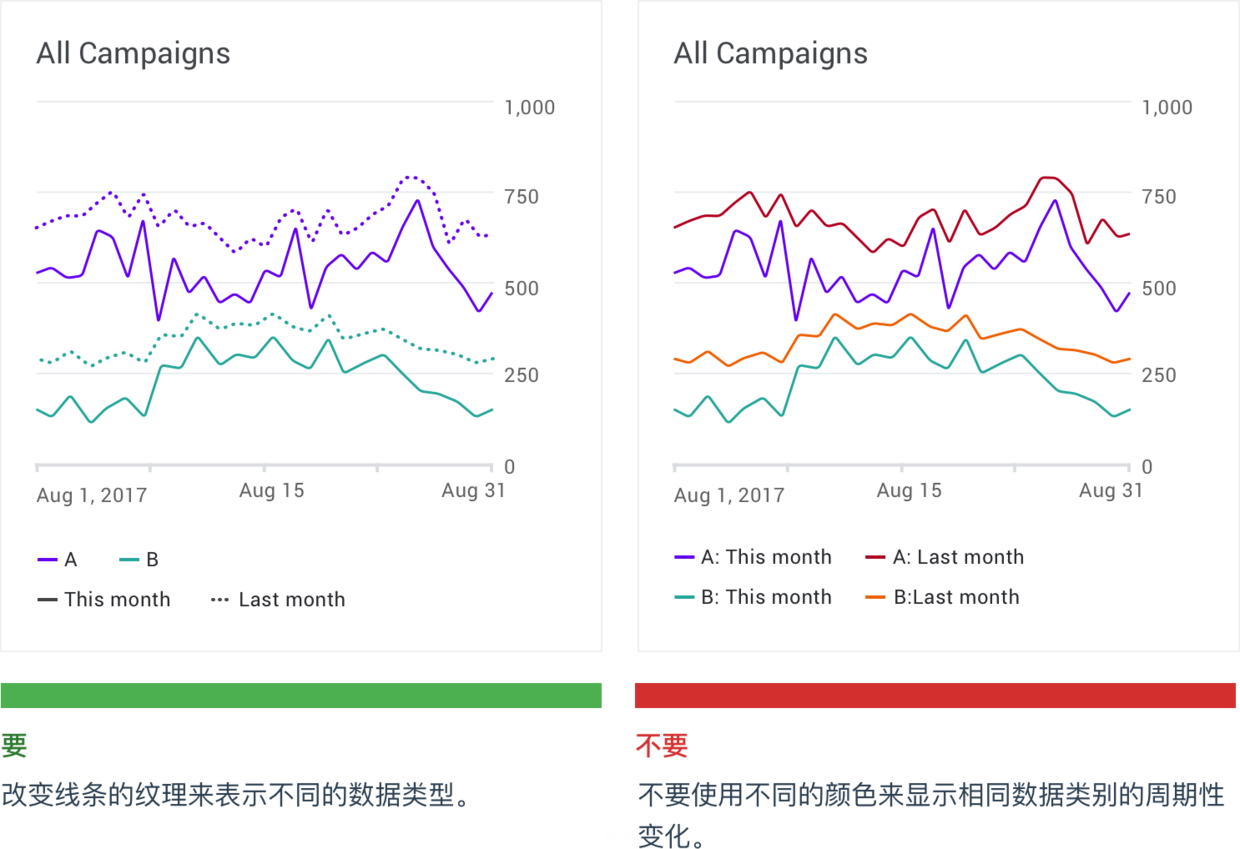 All Campaigns
1,000
750
500
250
0
Aug 1, 2017
Aug 15
Aug 31
A
B
This month
Last month
要
改变线条的纹理来表示不同的数据类型。
All Campaigns
1,000
750
500
250
0
Aug 1, 2017
Aug 15
Aug 31
A: This month
A: Last month
B: This month
B:Last month
不要
不要使用不同的颜色来显示相同数据类别的周期性
变化。